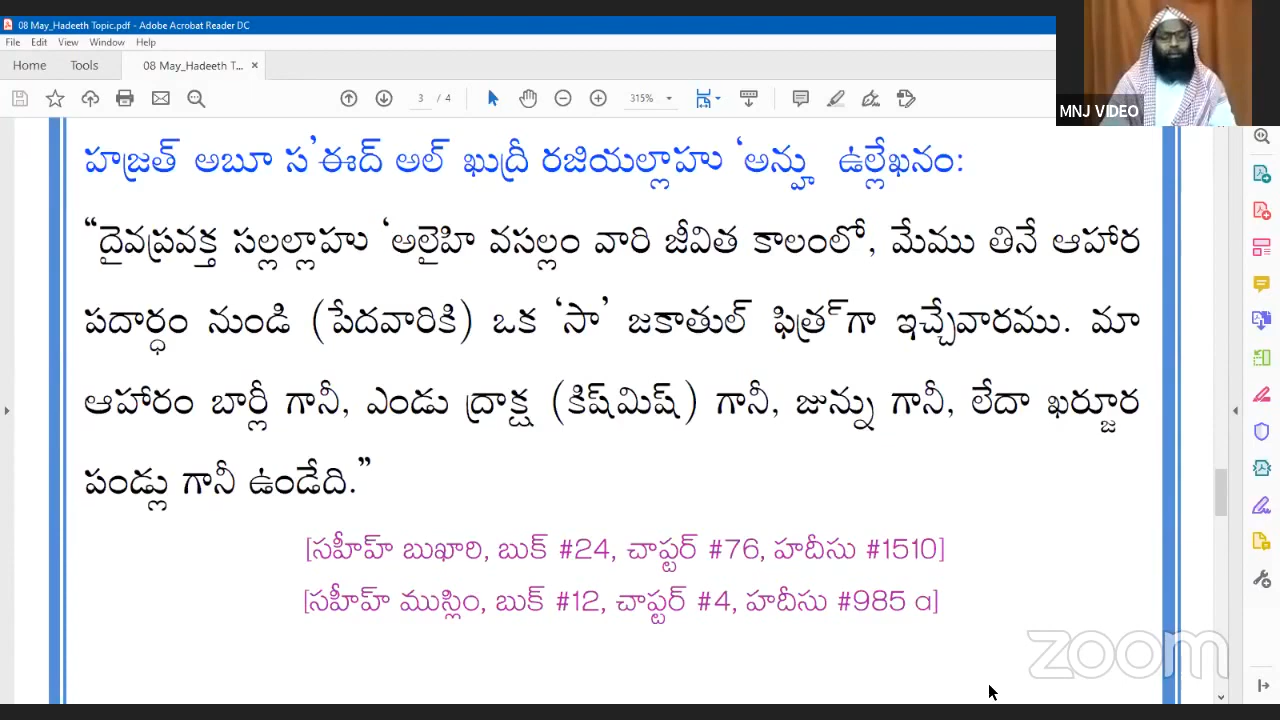 08 May_Hadeeth Topic.pdf - Adobe Acrobat Reader DC
File Edit View Window Help
Home Tools 08 May_Hadeeth T... ×
3 / 315%
MNJ VIDEO
హజ్రత్ అబూ స'ఈద్ అల్ ఖుద్రీ రజియల్లాహు 'అన్హు ఉల్లేఖనం:
“దైవప్రవక్త సల్లల్లాహు ‘అలైహి వసల్లం వారి జీవిత కాలంలో, మేము తినే ఆహార
పదార్ధం నుండి (పేదవారికి) ఒక ‘సా’ జకాతుల్ ఫిత్ర్‌గా ఇచ్చేవారము. మా
ఆహారం బార్లీ గానీ, ఎండు ద్రాక్ష (కిష్‌మిష్) గానీ, జున్ను గానీ, లేదా ఖర్జూర
పండ్లు గానీ ఉండేది.”
[సహీహ్ బుఖారి, బుక్ #24, చాప్టర్ #76, హదీసు #1510]
[సహీహ్ ముస్లిం, బుక్ #12, చాప్టర్ #4, హదీసు #985 a]
zoom